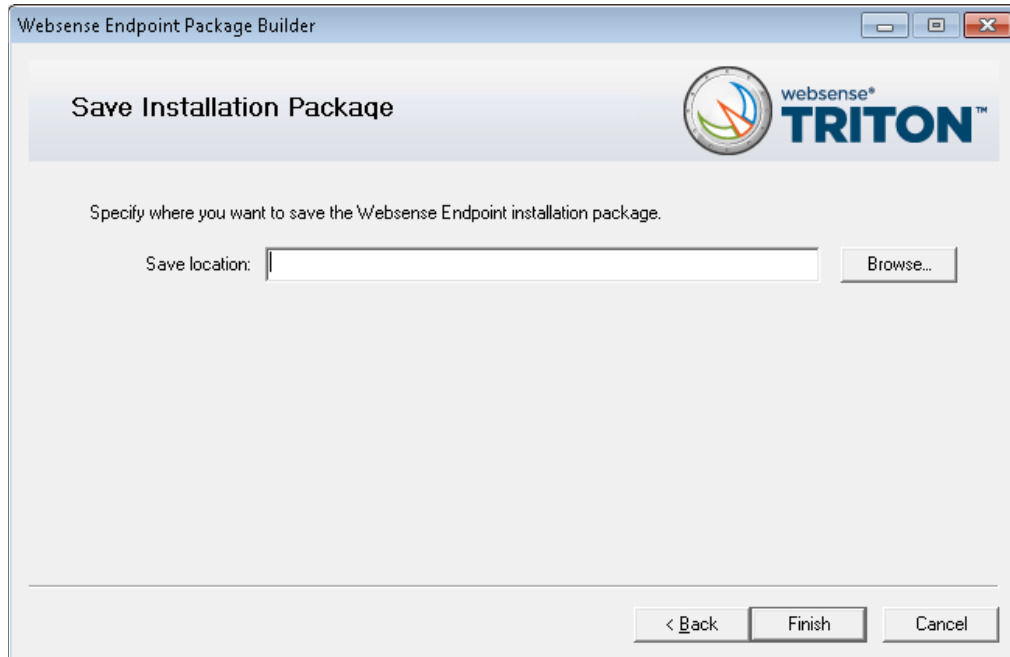 Websense Endpoint Package Builder
Save Installation Package
websense®
TRITON™
Specify where you want to save the Websense Endpoint installation package.
Save location:
Browse...
< Back
Finish
Cancel